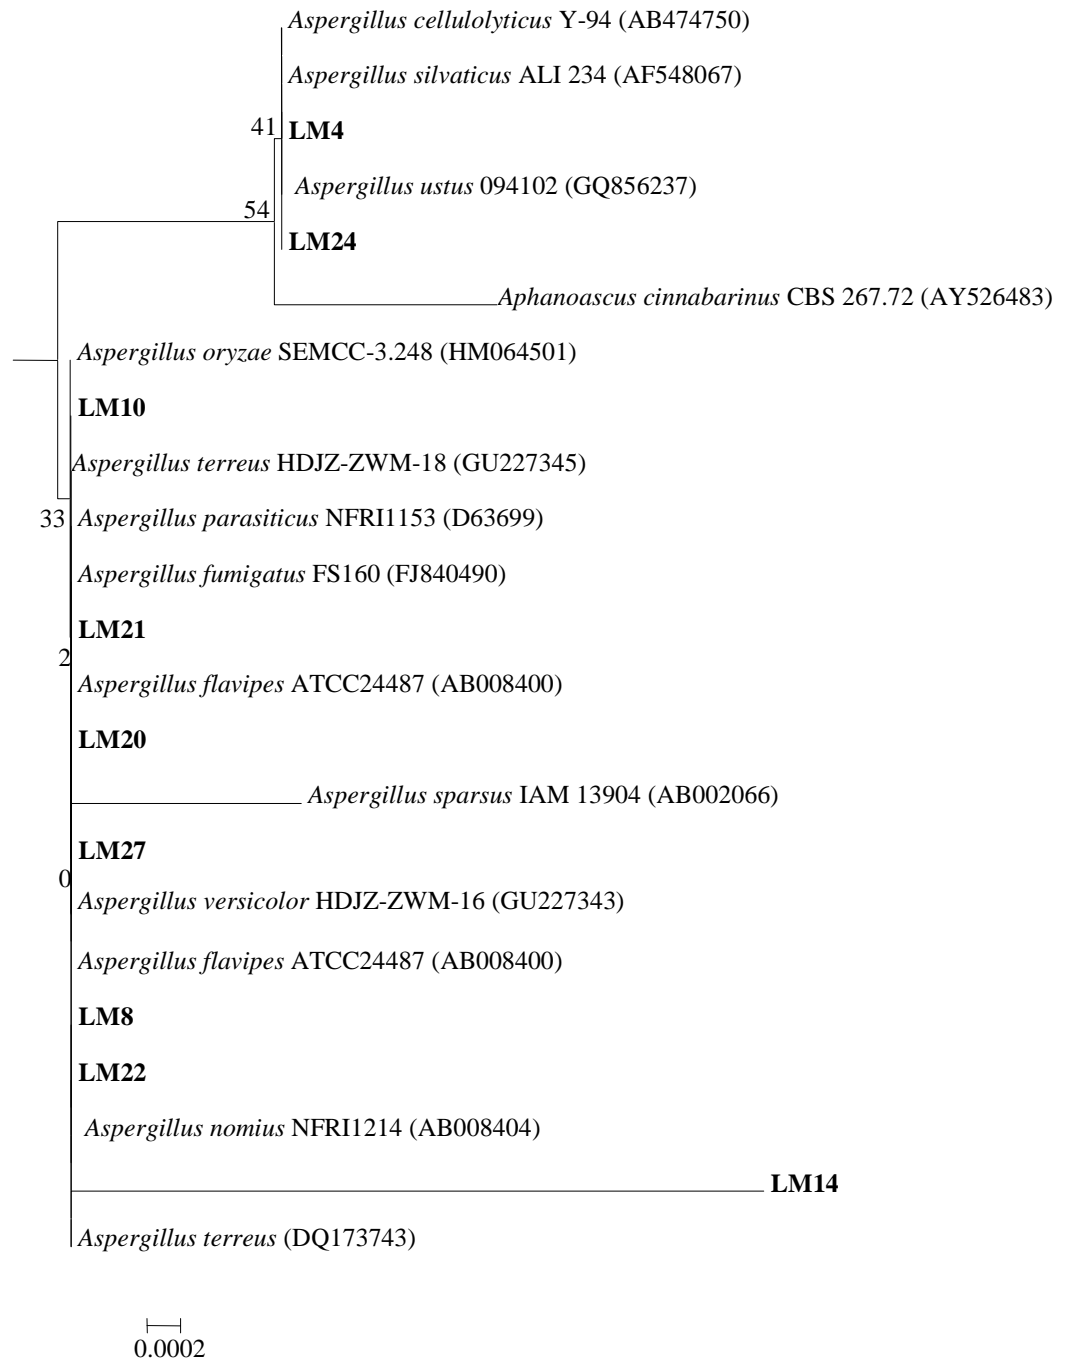 Aspergillus cellulolyticus Y-94 (AB474750)
Aspergillus silvaticus ALI 234 (AF548067)
41 LM4
Aspergillus ustus 094102 (GQ856237)
54
LM24
Aphanoascus cinnabarinus CBS 267.72 (AY526483)
Aspergillus oryzae SEMCC-3.248 (HM064501)
LM10
Aspergillus terreus HDJZ-ZWM-18 (GU227345)
33 Aspergillus parasiticus NFRI1153 (D63699)
Aspergillus fumigatus FS160 (FJ840490)
LM21
2
Aspergillus flavipes ATCC24487 (AB008400)
LM20
Aspergillus sparsus IAM 13904 (AB002066)
LM27
0
Aspergillus versicolor HDJZ-ZWM-16 (GU227343)
Aspergillus flavipes ATCC24487 (AB008400)
LM8
LM22
Aspergillus nomius NFRI1214 (AB008404)
LM14
Aspergillus terreus (DQ173743)
0.0002